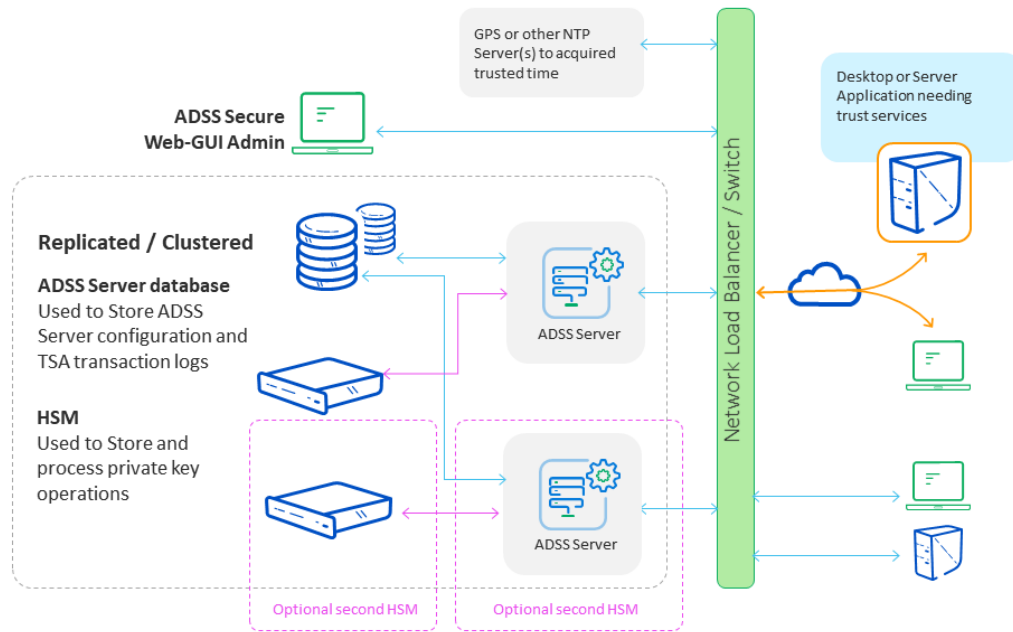 GPS or other NTP
Server(s) to acquired
trusted time
Desktop or Server
Application needing
trust services
ADSS Secure
Web-GUI Admin
Network Load Balancer / Switch
Replicated / Clustered
ADSS Server database
Used to Store ADSS
Server configuration and
TSA transaction logs
HSM
Used to Store and
process private key
operations
ADSS Server
ADSS Server
Optional second HSM
Optional second HSM